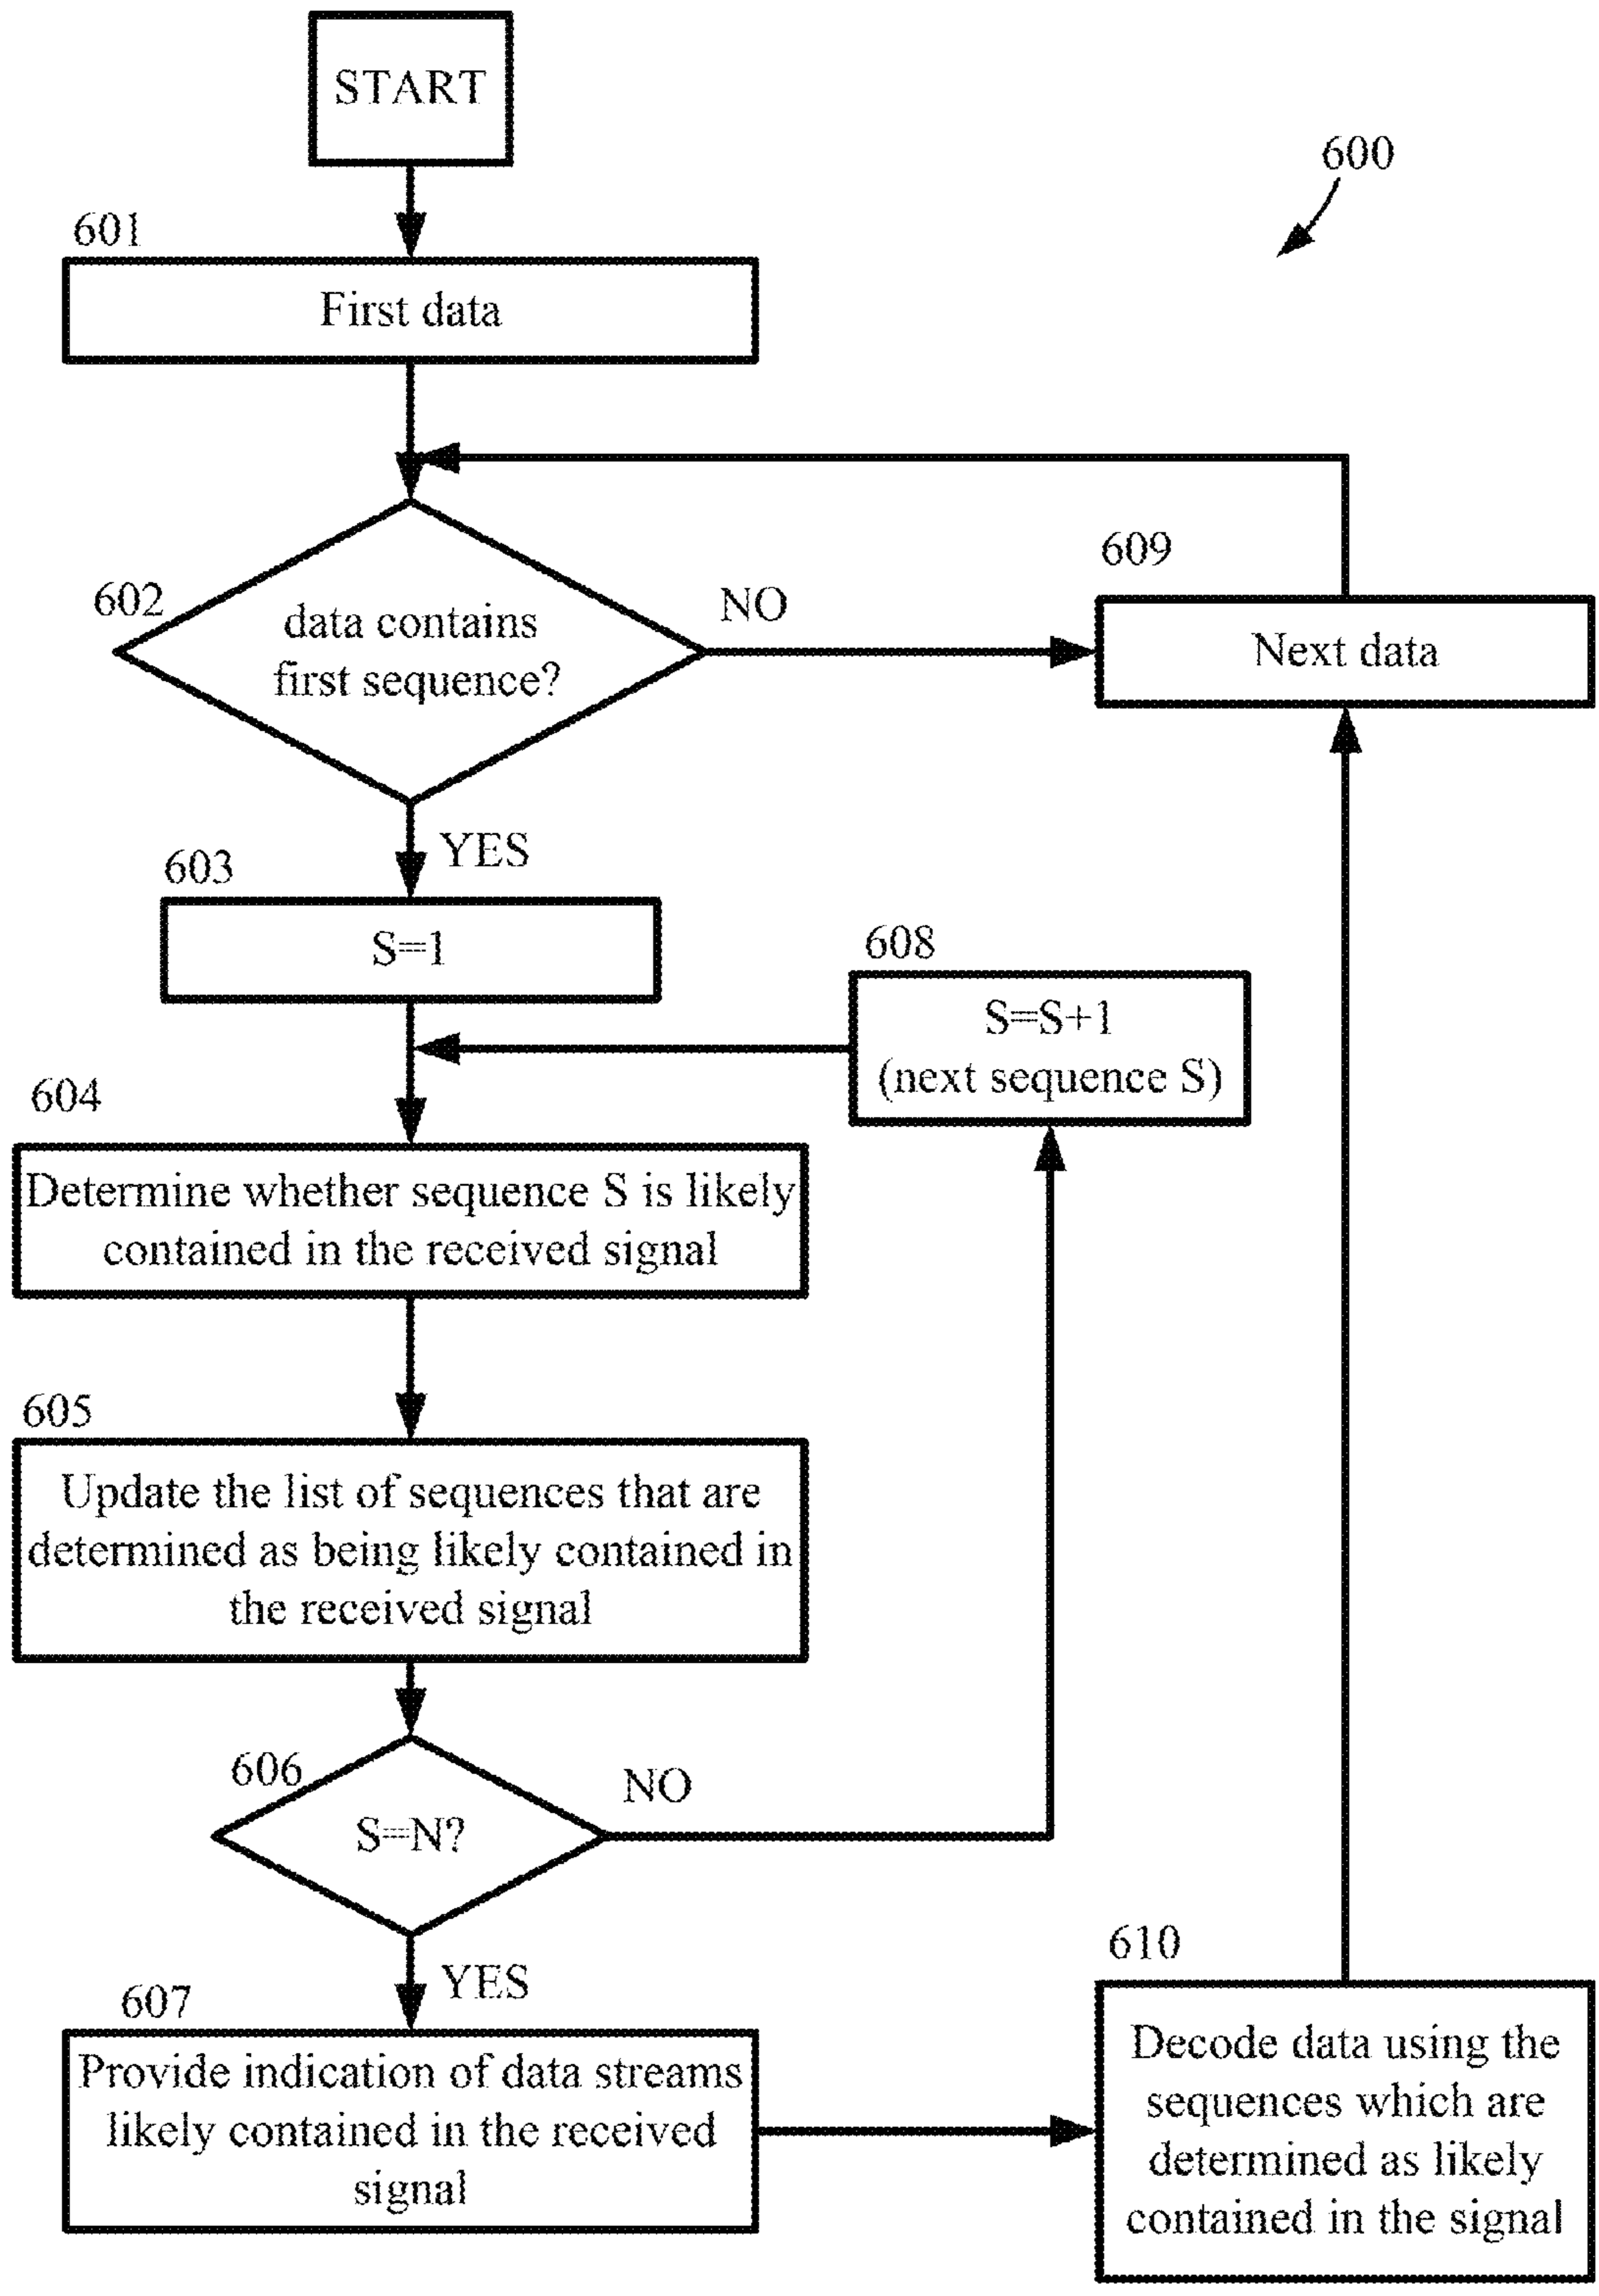 START
600
601
First data
602
data contains
first sequence?
NO
609
Next data
YES
603
S=1
608
S=S+1
(next sequence S)
604
Determine whether sequence S is likely
contained in the received signal
605
Update the list of sequences that are
determined as being likely contained in
the received signal
606
S=N?
NO
YES
607
Provide indication of data streams
likely contained in the received
signal
610
Decode data using the
sequences which are
determined as likely
contained in the signal